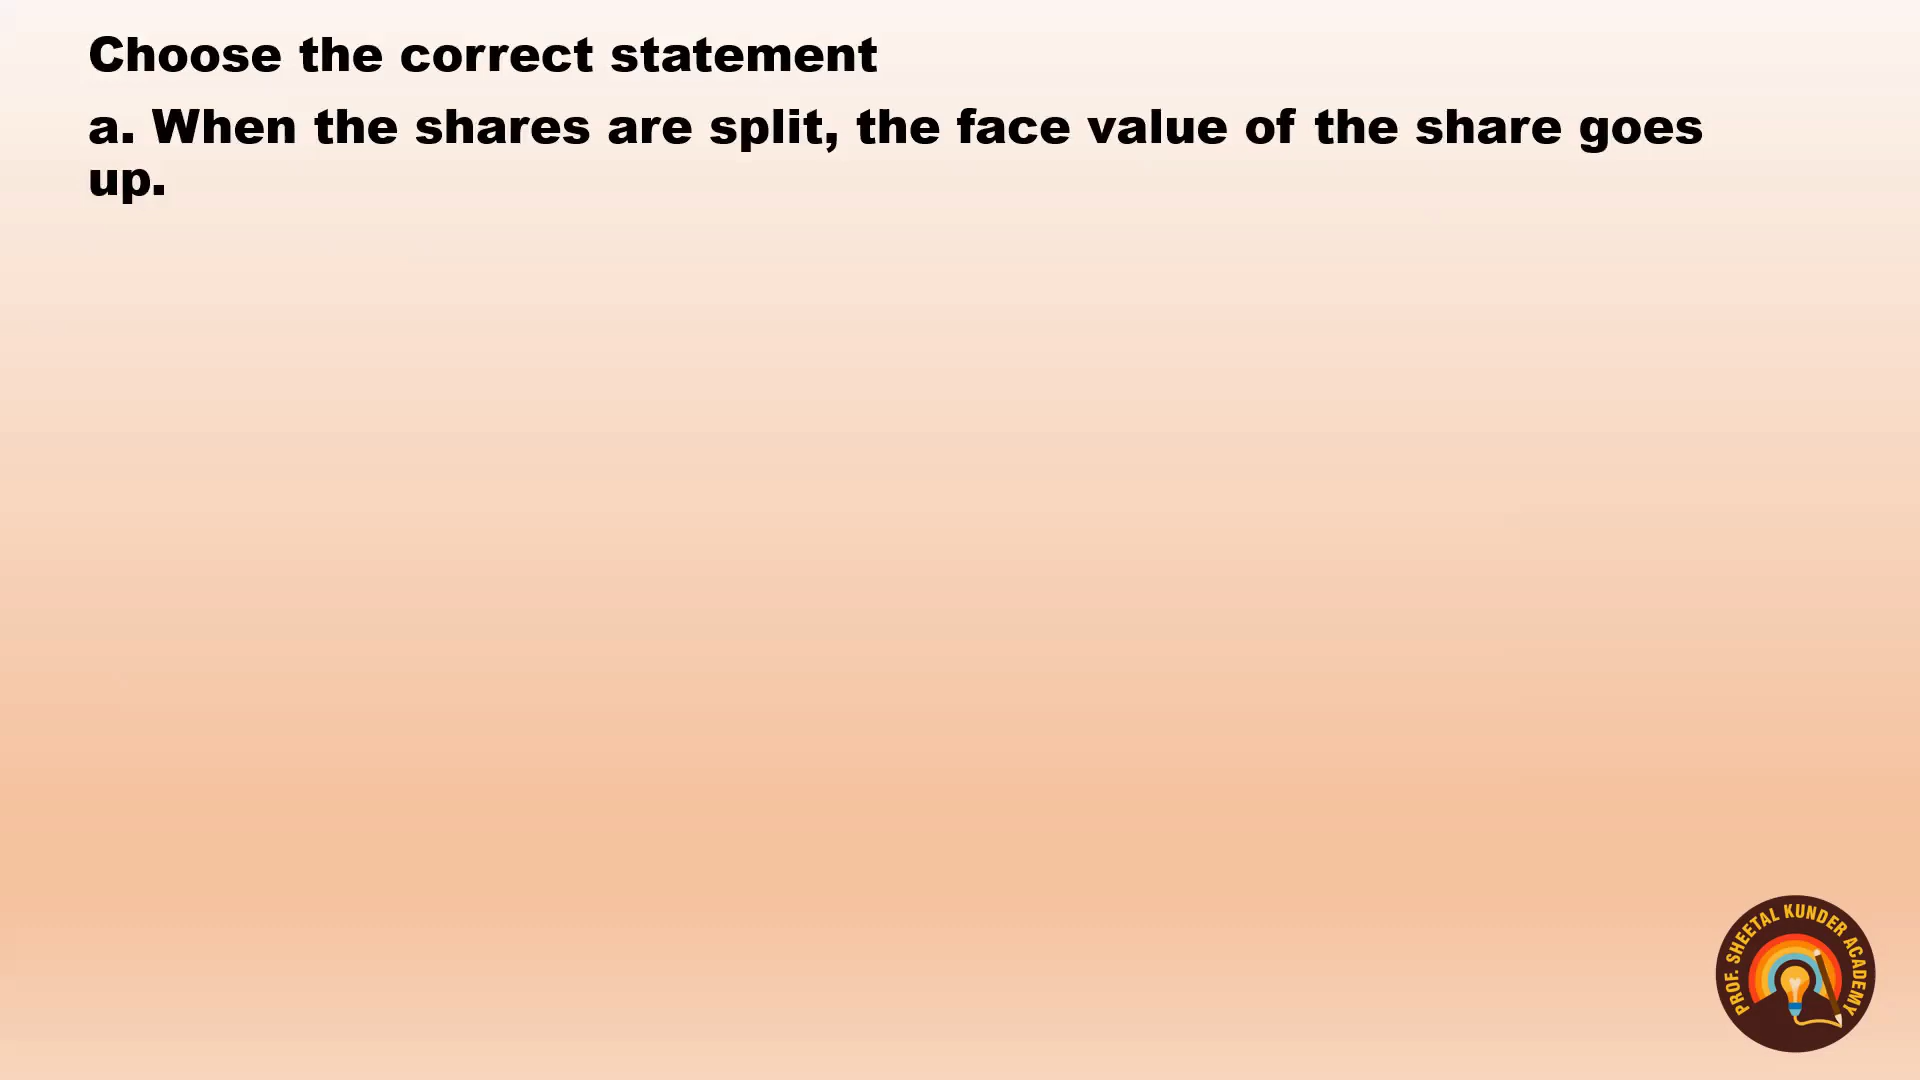 Choose the correct statement
a. When the shares are split, the face value of the share goes
up.
PROF. SHEETAL KUNDER ACADEMY